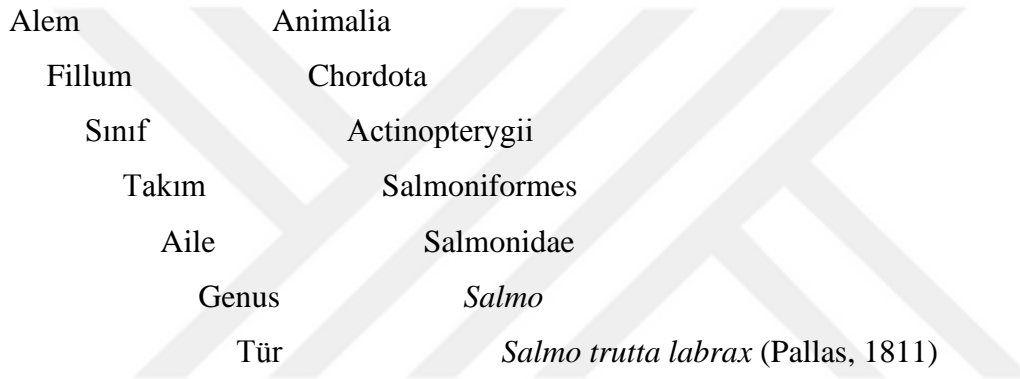 Alem Animalia
Fillum Chordota
Sınıf Actinopterygii
Takım Salmoniformes
Aile Salmonidae
Genus Salmo
Tür Salmo trutta labrax (Pallas, 1811)